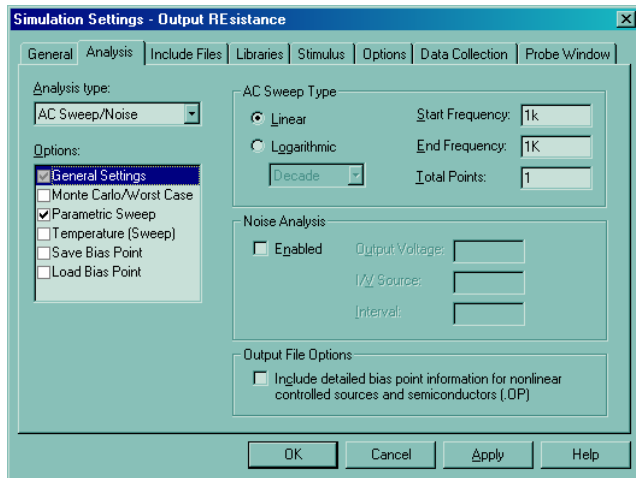 Simulation Settings - Output REsistance
General Analysis Include Files Libraries Stimulus Options Data Collection Probe Window
Analysis type:
AC Sweep/Noise
Options:
General Settings
Monte Carlo/Worst Case
Parametric Sweep
Temperature (Sweep)
Save Bias Point
Load Bias Point
AC Sweep Type
Linear
Logarithmic
Decade
Start Frequency: 1k
End Frequency: 1K
Total Points: 1
Noise Analysis
Enabled
Output Voltage:
I/V Source:
Interval:
Output File Options
Include detailed bias point information for nonlinear
controlled sources and semiconductors (.OP)
OK Cancel Apply Help